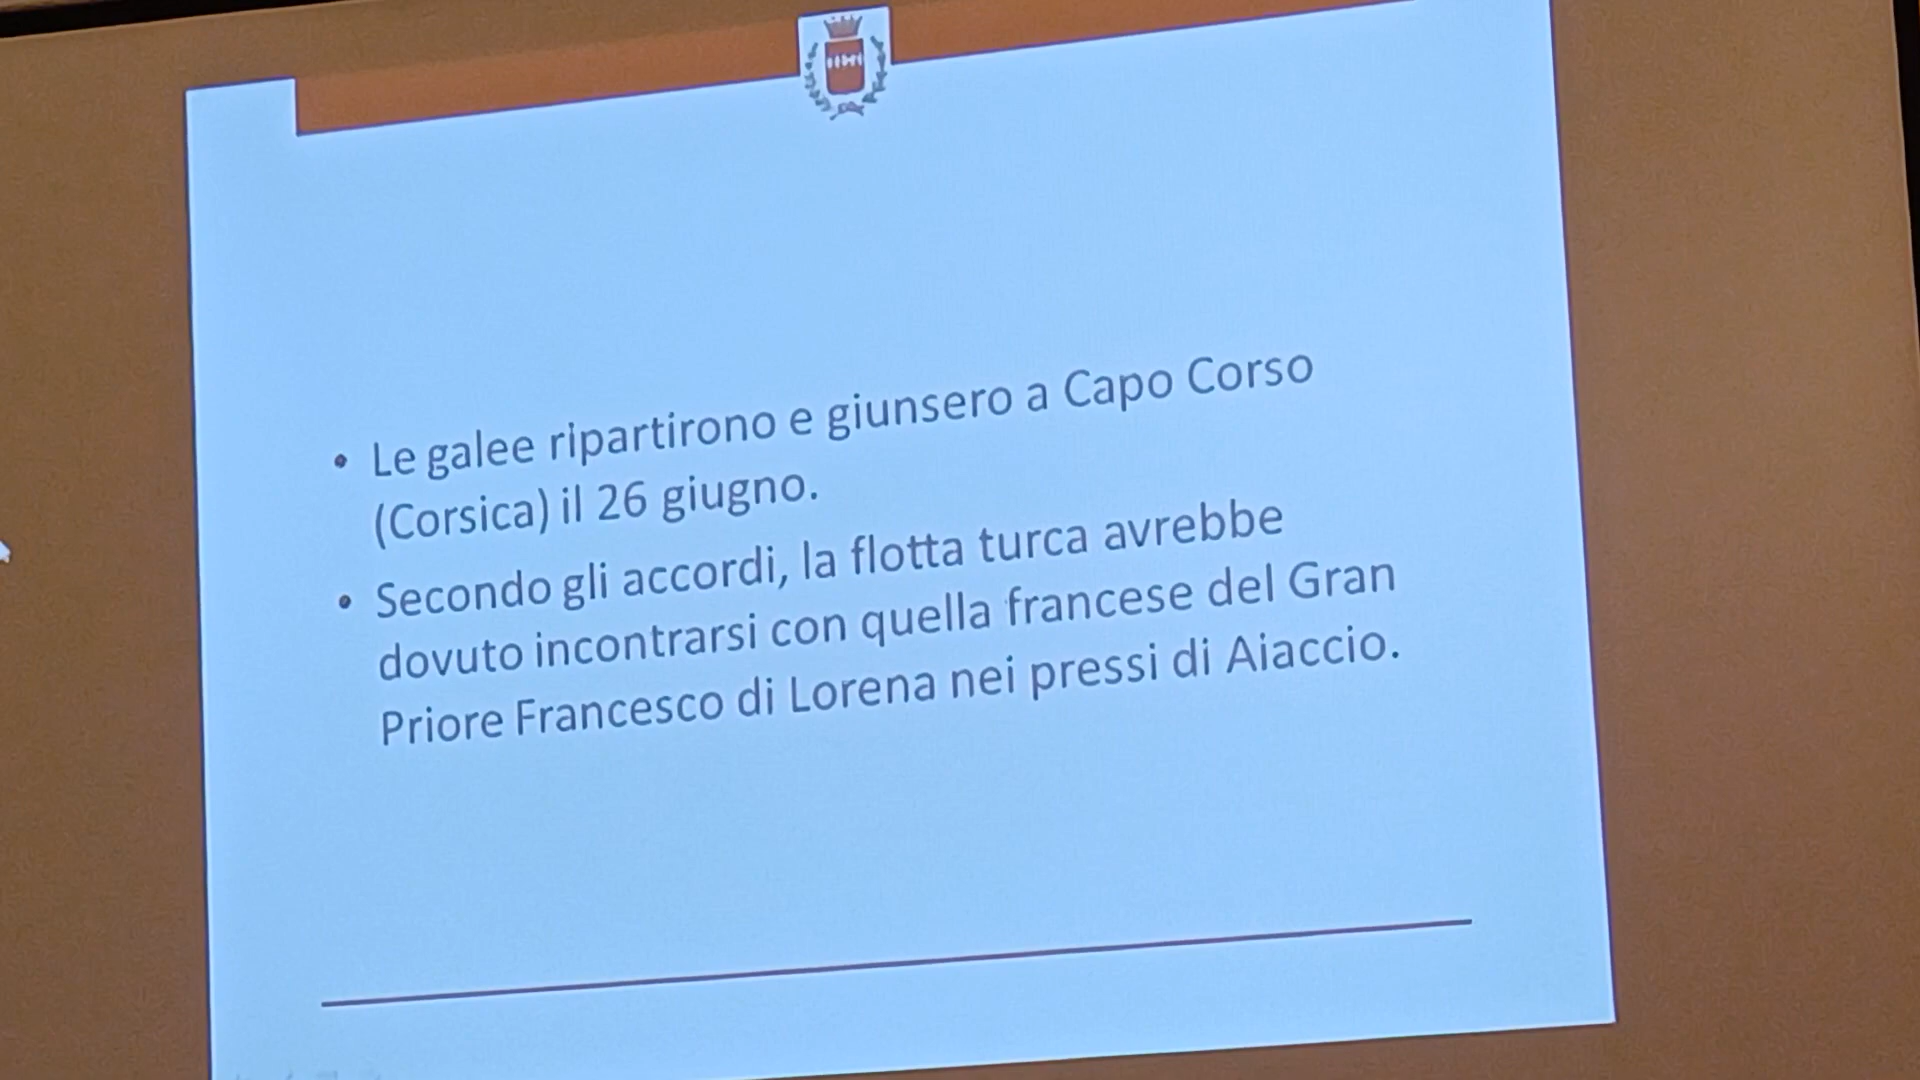 • Le galee ripartirono e giunsero a Capo Corso
(Corsica) il 26 giugno.
• Secondo gli accordi, la flotta turca avrebbe
dovuto incontrarsi con quella francese del Gran
Priore Francesco di Lorena nei pressi di Aiaccio.